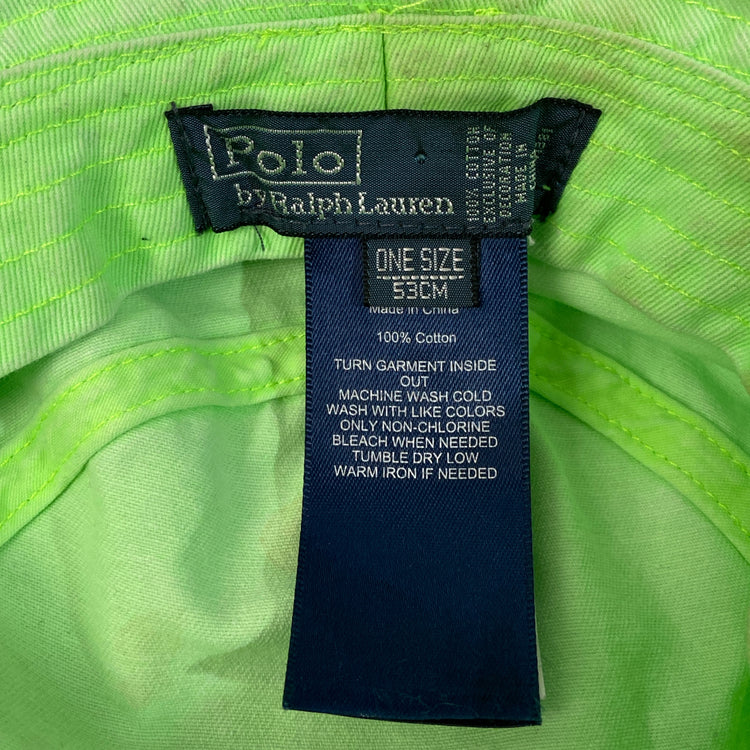 Polo
by Ralph Lauren
100% COTTON
EXCLUSIVE OF
DECORATION
MADE IN
ONE SIZE
53CM
Made in China
100% Cotton
TURN GARMENT INSIDE
OUT
MACHINE WASH COLD
WASH WITH LIKE COLORS
ONLY NON-CHLORINE
BLEACH WHEN NEEDED
TUMBLE DRY LOW
WARM IRON IF NEEDED